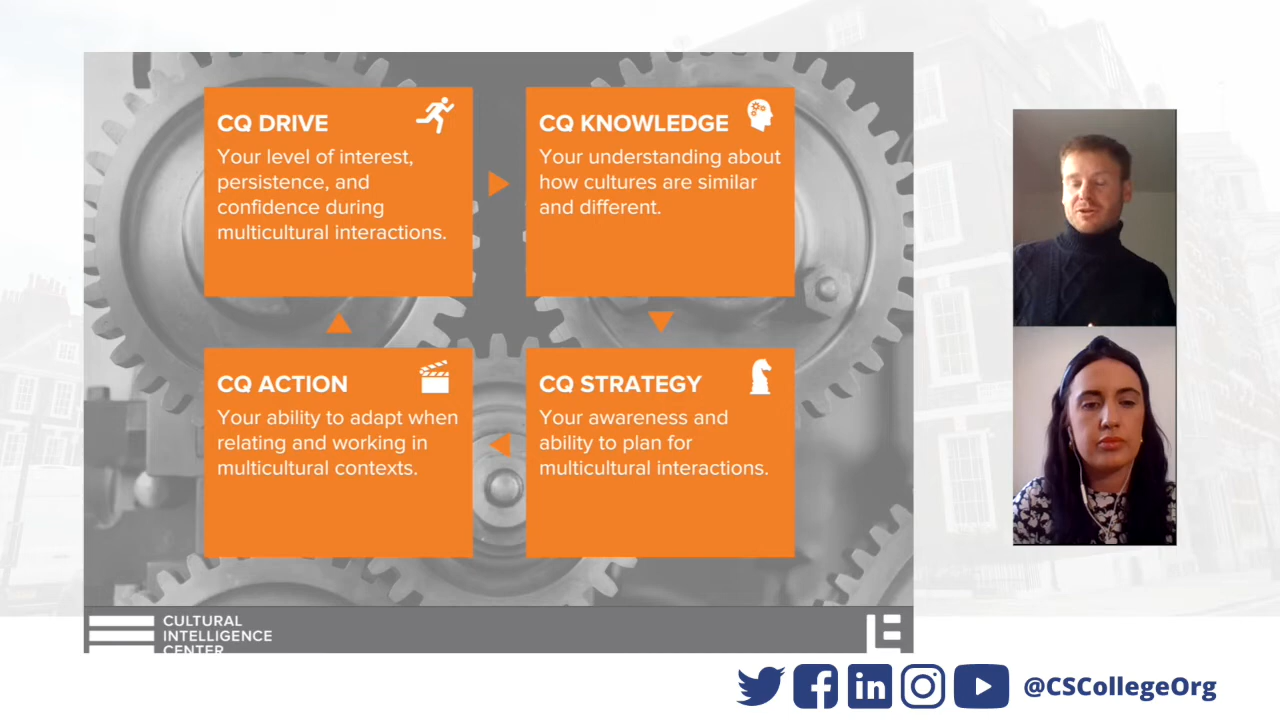 CQ DRIVE
Your level of interest,
persistence, and
confidence during
multicultural interactions.
CQ KNOWLEDGE
Your understanding about
how cultures are similar
and different.
CQ ACTION
Your ability to adapt when
relating and working in
multicultural contexts.
CQ STRATEGY
Your awareness and
ability to plan for
multicultural interactions.
CULTURAL
INTELLIGENCE
CENTER
in
@CSCollegeOrg